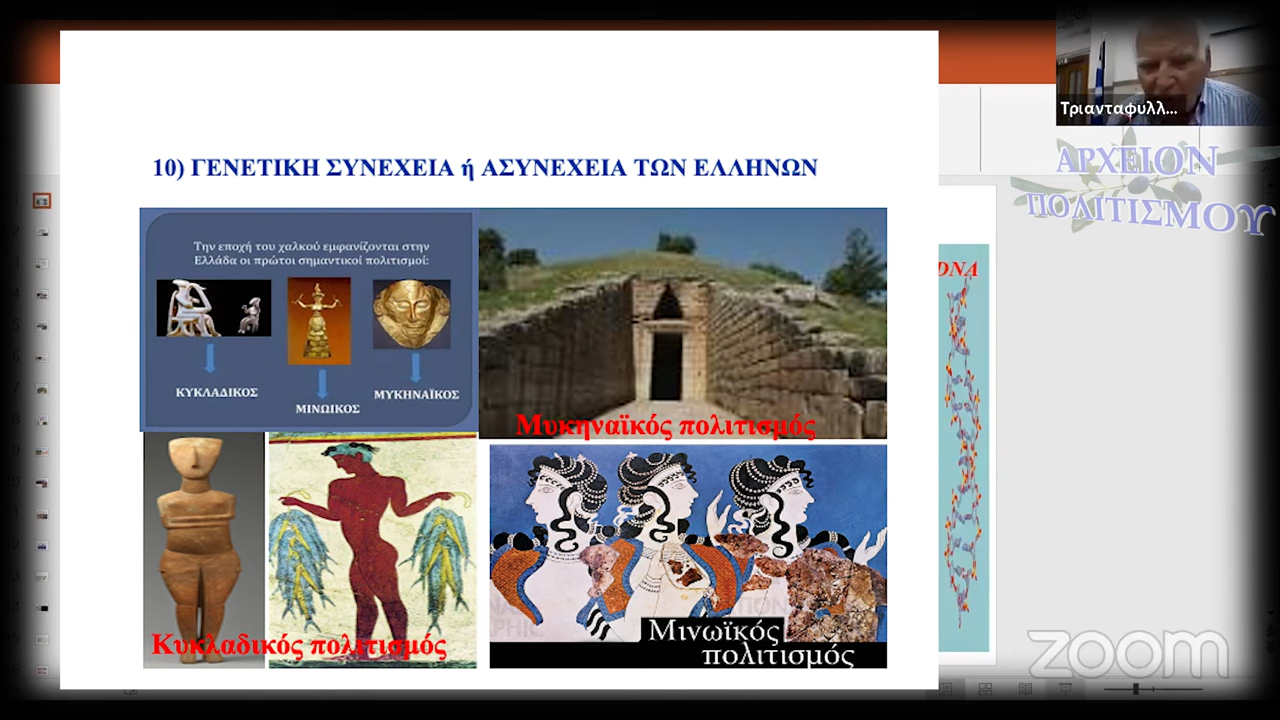 Τριανταφυλλ...
ΑΡΧΕΙΟΝ
ΠΟΛΙΤΙΣΜΟΥ
10) ΓΕΝΕΤΙΚΗ ΣΥΝΕΧΕΙΑ ή ΑΣΥΝΕΧΕΙΑ ΤΩΝ ΕΛΛΗΝΩΝ
Την εποχή του χαλκού εμφανίζονται στην
Ελλάδα οι πρώτοι σημαντικοί πολιτισμοί:
ΚΥΚΛΑΔΙΚΟΣ
ΜΙΝΩΙΚΟΣ
ΜΥΚΗΝΑΪΚΟΣ
Μυκηναϊκός πολιτισμός
DNA
Κυκλαδικός πολιτισμός
Μινωϊκός
πολιτισμός
zoom